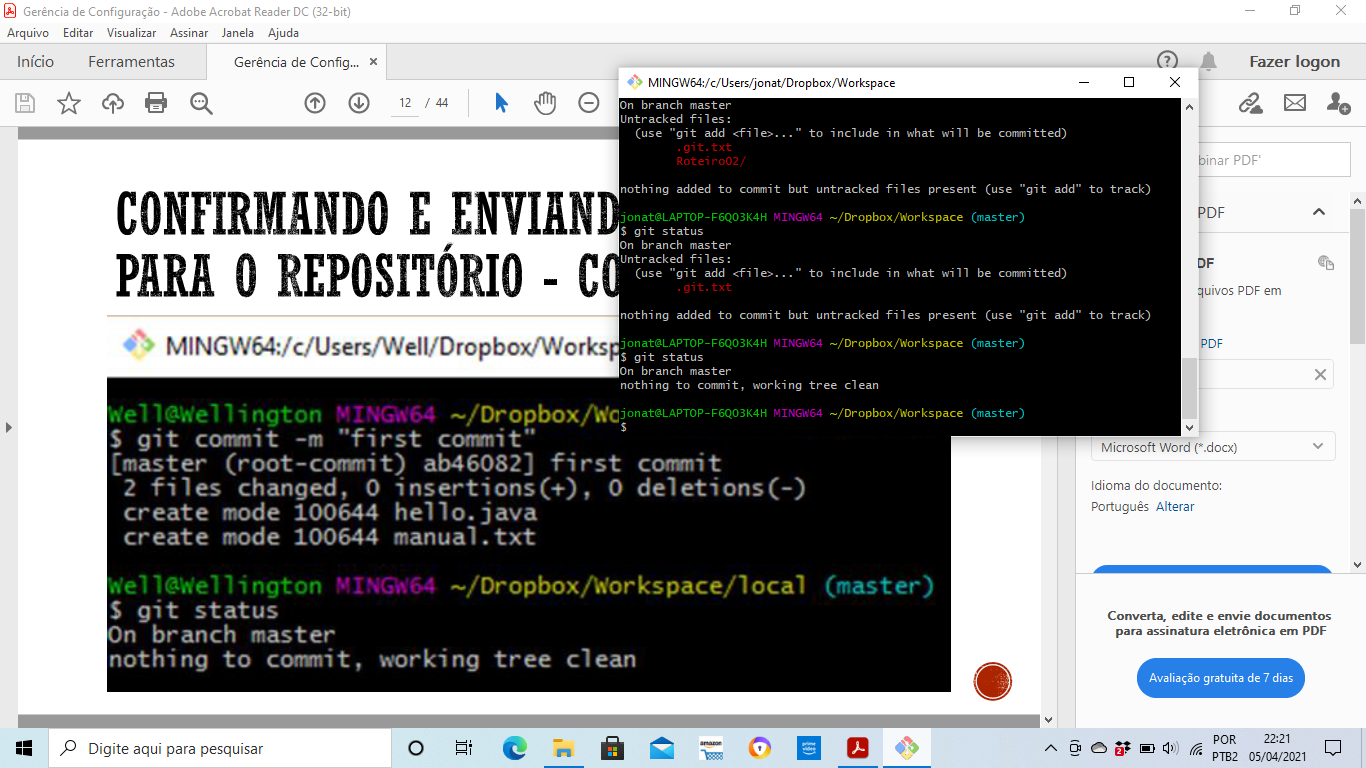 Gerência de Configuração - Adobe Acrobat Reader DC (32-bit)
Arquivo Editar Visualizar Assinar Janela Ajuda
Início Ferramentas Gerência de Config... × Fazer logon
12 / 44
CONFIRMANDO E ENVIAND
PARA O REPOSITÓRIO - CO
MINGW64:/c/Users/Well/Dropbox/Worksp
Well@Wellington MINGW64 ~/Dropbox/Wo
$ git commit -m "first commit"
[master (root-commit) ab46082] first commit
2 files changed, 0 insertions(+), 0 deletions(-)
create mode 100644 hello.java
create mode 100644 manual.txt
Well@Wellington MINGW64 ~/Dropbox/Workspace/local (master)
$ git status
On branch master
nothing to commit, working tree clean
MINGW64:/c/Users/jonat/Dropbox/Workspace
On branch master
Untracked files:
(use "git add <file>..." to include in what will be committed)
.git.txt
Roteiro02/
nothing added to commit but untracked files present (use "git add" to track)
jonat@LAPTOP-F6QO3K4H MINGW64 ~/Dropbox/Workspace (master)
$ git status
On branch master
Untracked files:
(use "git add <file>..." to include in what will be committed)
.git.txt
nothing added to commit but untracked files present (use "git add" to track)
jonat@LAPTOP-F6QO3K4H MINGW64 ~/Dropbox/Workspace (master)
$ git status
On branch master
nothing to commit, working tree clean
jonat@LAPTOP-F6QO3K4H MINGW64 ~/Dropbox/Workspace (master)
$
binar PDF'
PDF
DF
quivos PDF em
PDF
Microsoft Word (*.docx)
Idioma do documento:
Português Alterar
Converta, edite e envie documentos
para assinatura eletrônica em PDF
Avaliação gratuita de 7 dias
Digite aqui para pesquisar
amazon
prime video
2
POR
PTB2
22:21
05/04/2021